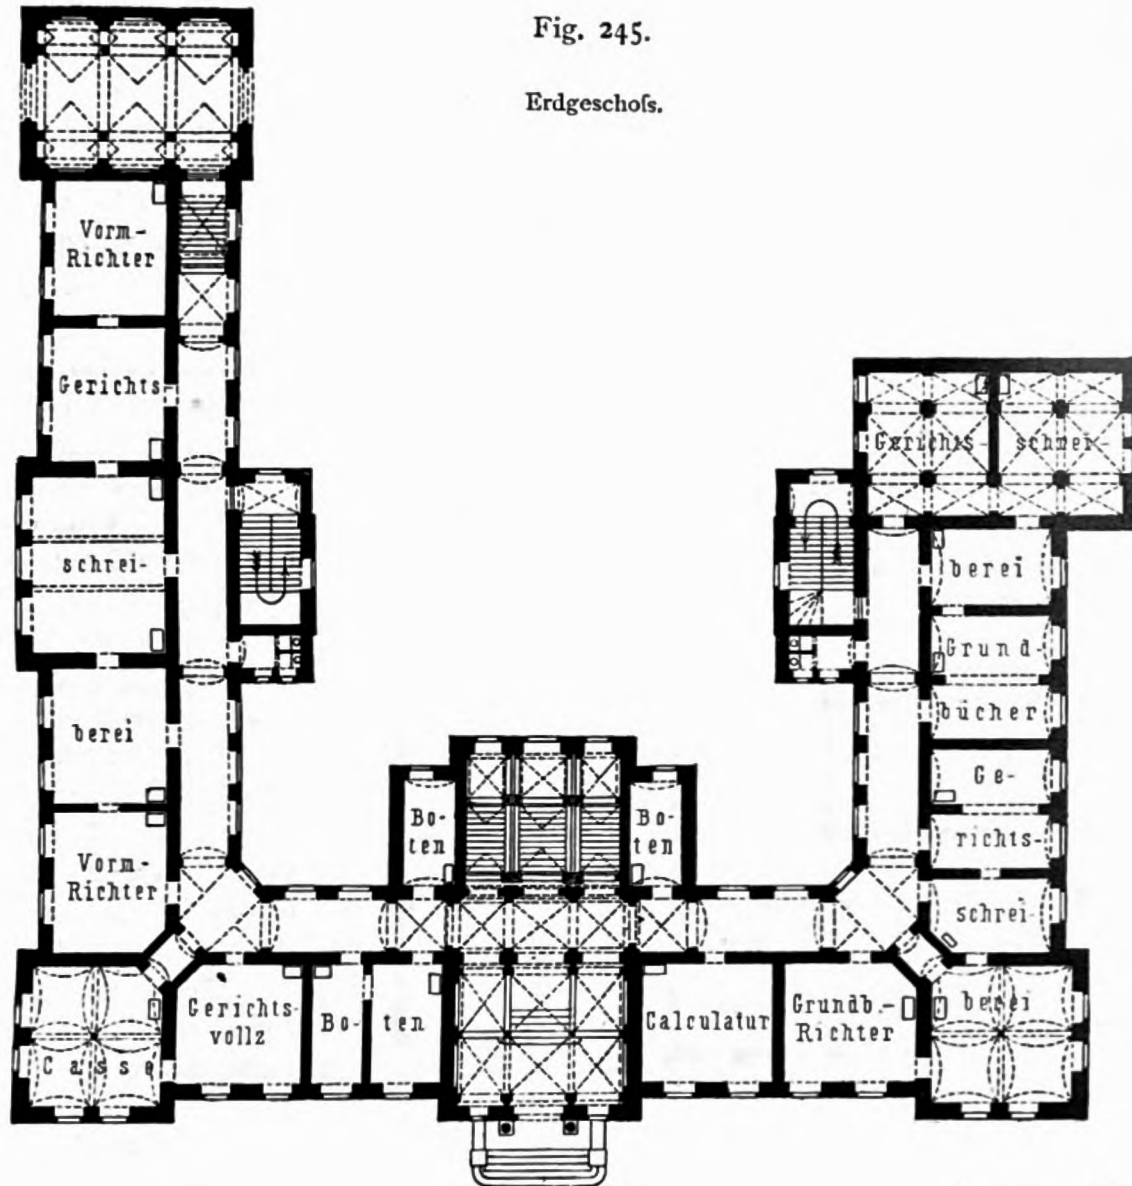 Fig. 245.
Erdgeschoſs.
Vorm-
Richter
Gerichts-
schrei-
berei
Vorm-
Richter
Casse
Gerichts-
vollz
Bo-
ten
Bo-
ten
Bo-
ten
Calculatur
Grundb.-
Richter
Gerichts-
schrei-
berei
Grund-
bücher
Ge-
richts-
schrei-
berei